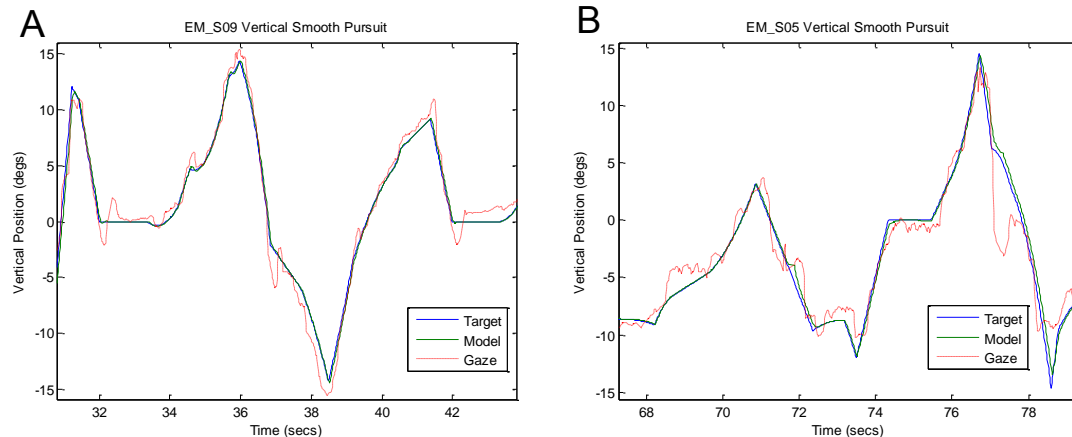 A
EM_S09 Vertical Smooth Pursuit
15
10
5
0
-5
-10
-15
Vertical Position (degs)
32 34 36 38 40 42
Time (secs)
Target
Model
Gaze
B
EM_S05 Vertical Smooth Pursuit
15
10
5
0
-5
-10
-15
Vertical Position (degs)
68 70 72 74 76 78
Time (secs)
Target
Model
Gaze